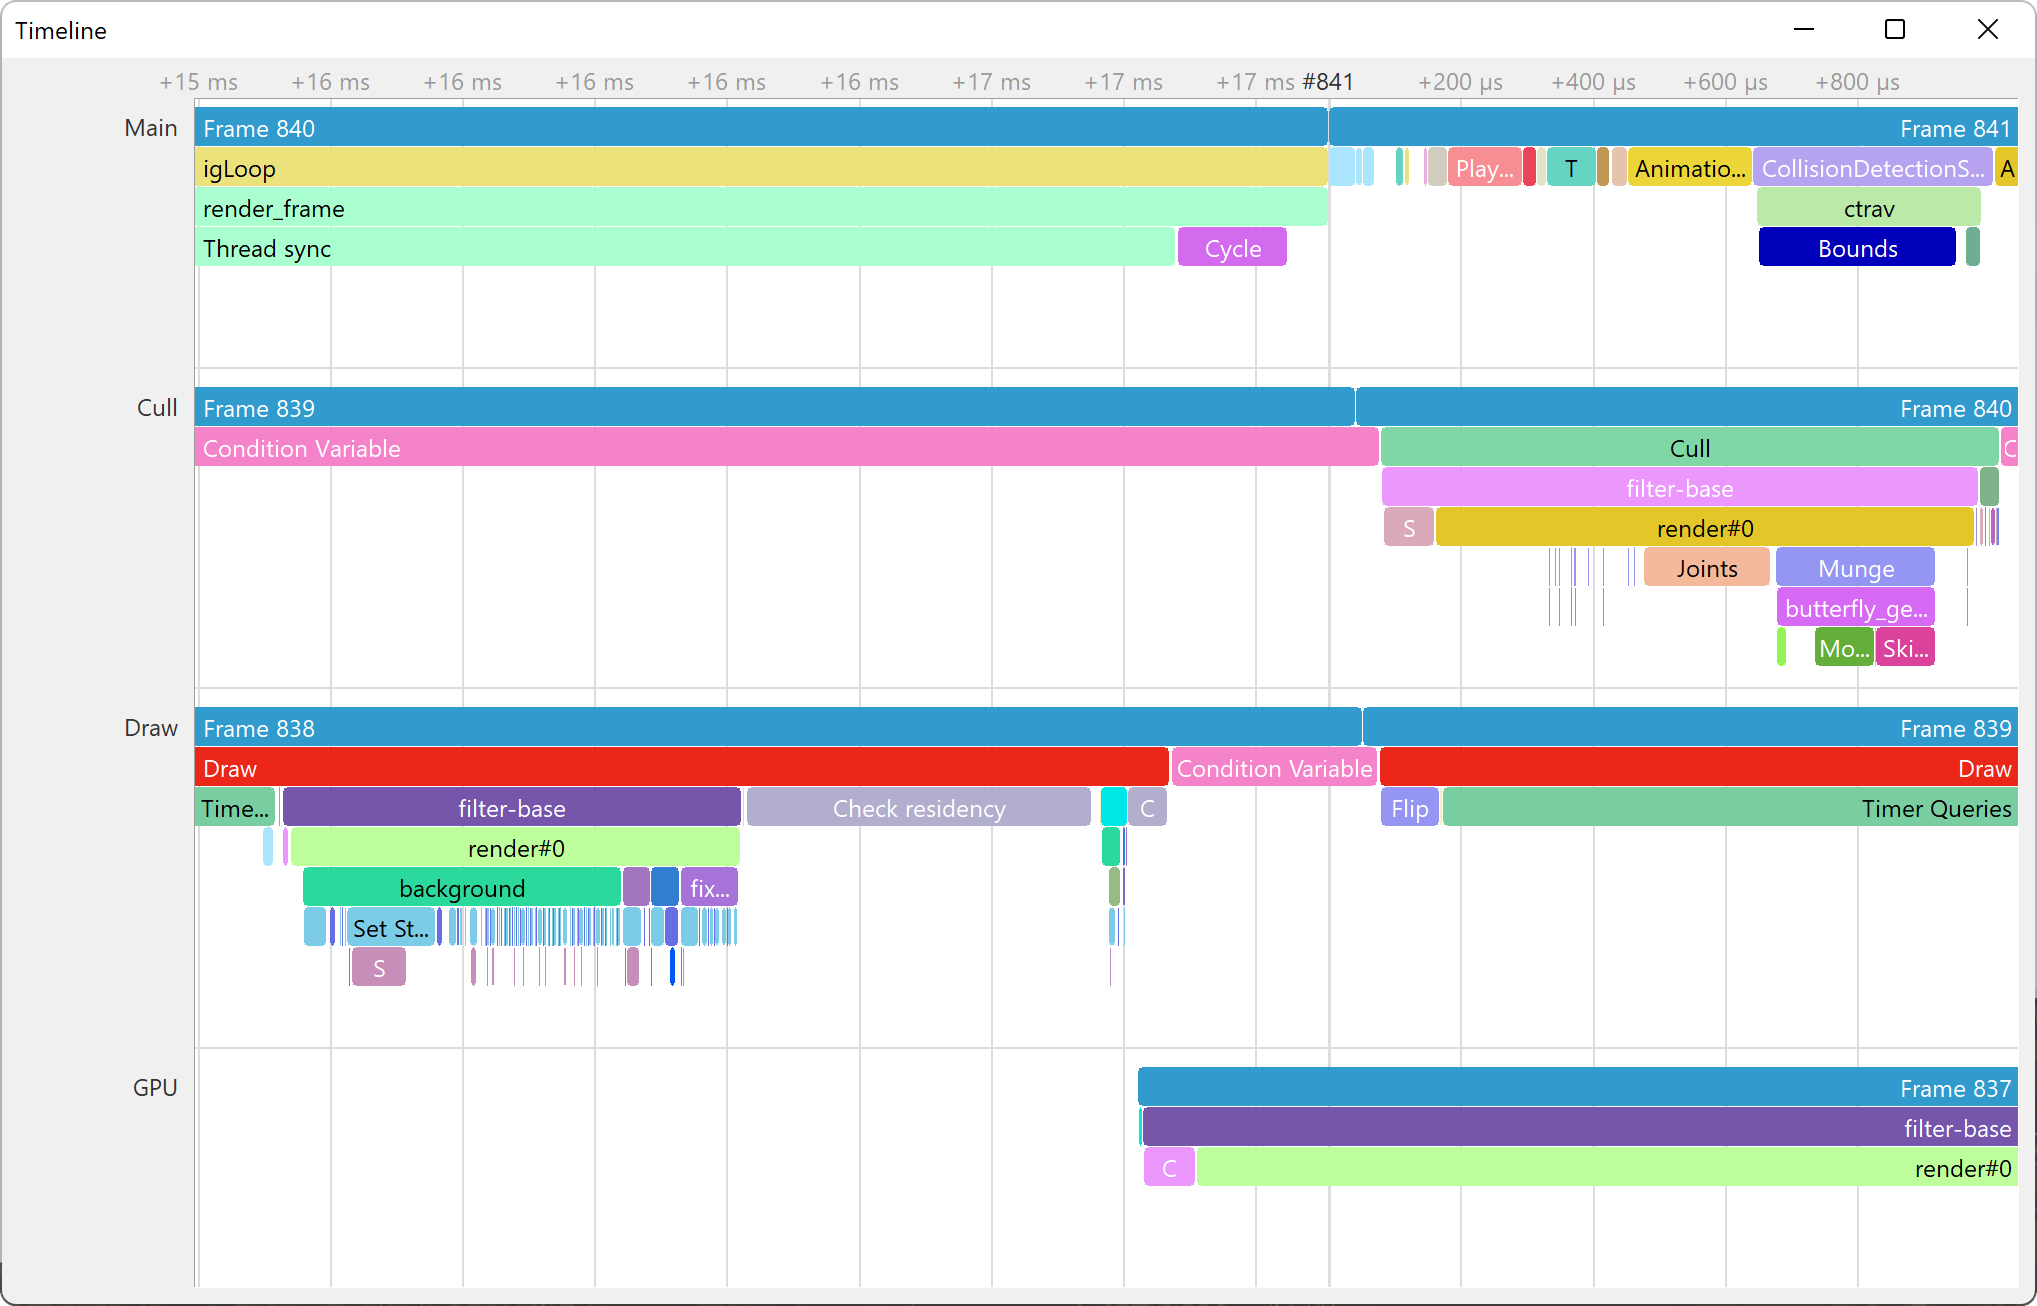 Timeline
+15 ms +16 ms +16 ms +16 ms +16 ms +16 ms +17 ms +17 ms +17 ms #841 +200 µs +400 µs +600 µs +800 µs
Main
Frame 840 Frame 841
igLoop Play... T Animatio... CollisionDetectionS... A
render_frame ctrav
Thread sync Cycle Bounds
Cull
Frame 839 Frame 840
Condition Variable Cull C
filter-base
S render#0
Joints Munge
butterfly_ge...
Mo... Ski...
Draw
Frame 838 Frame 839
Draw Condition Variable Draw
Time... filter-base Check residency C Flip Timer Queries
render#0
background fix...
Set St...
S
GPU
Frame 837
filter-base
C render#0